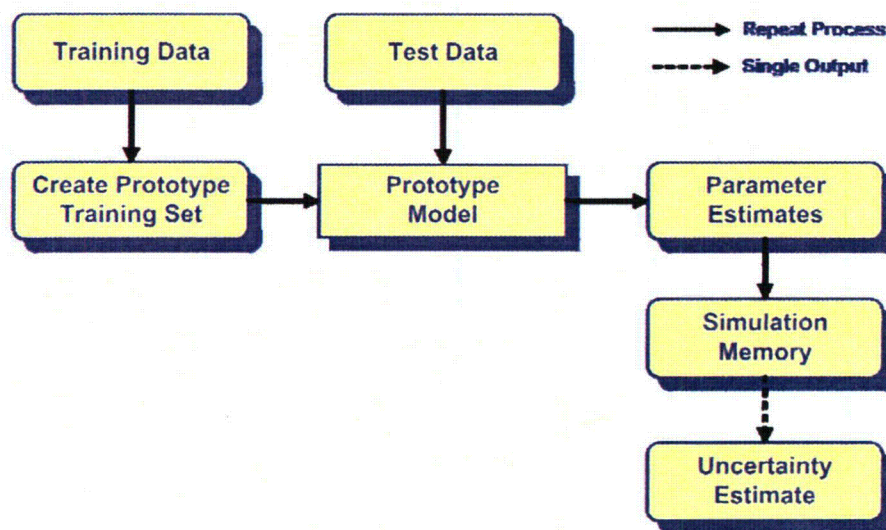 Training Data
Test Data
Repeat Process
Single Output
Create Prototype
Training Set
Prototype
Model
Parameter
Estimates
Simulation
Memory
Uncertainty
Estimate